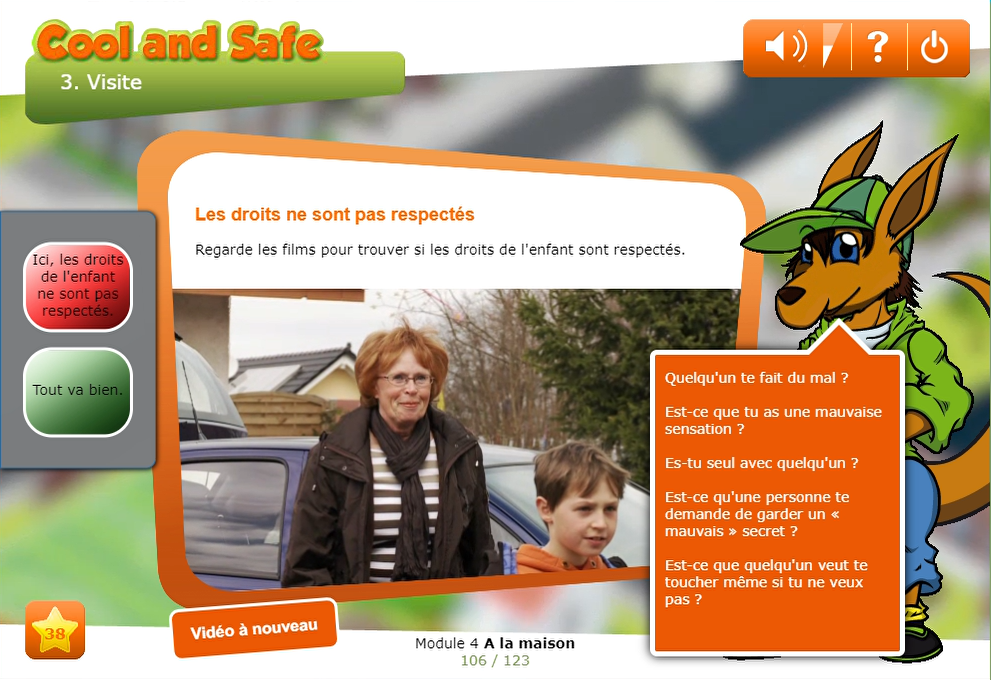 Cool and Safe
3. Visite
?
Les droits ne sont pas respectés
Regarde les films pour trouver si les droits de l'enfant sont respectés.
Ici, les droits
de l'enfant
ne sont pas
respectés.
Tout va bien.
Quelqu'un te fait du mal ?
Est-ce que tu as une mauvaise
sensation ?
Es-tu seul avec quelqu'un ?
Est-ce qu'une personne te
demande de garder un «
mauvais » secret ?
Est-ce que quelqu'un veut te
toucher même si tu ne veux
pas ?
38
Vidéo à nouveau
Module 4 A la maison
106 / 123